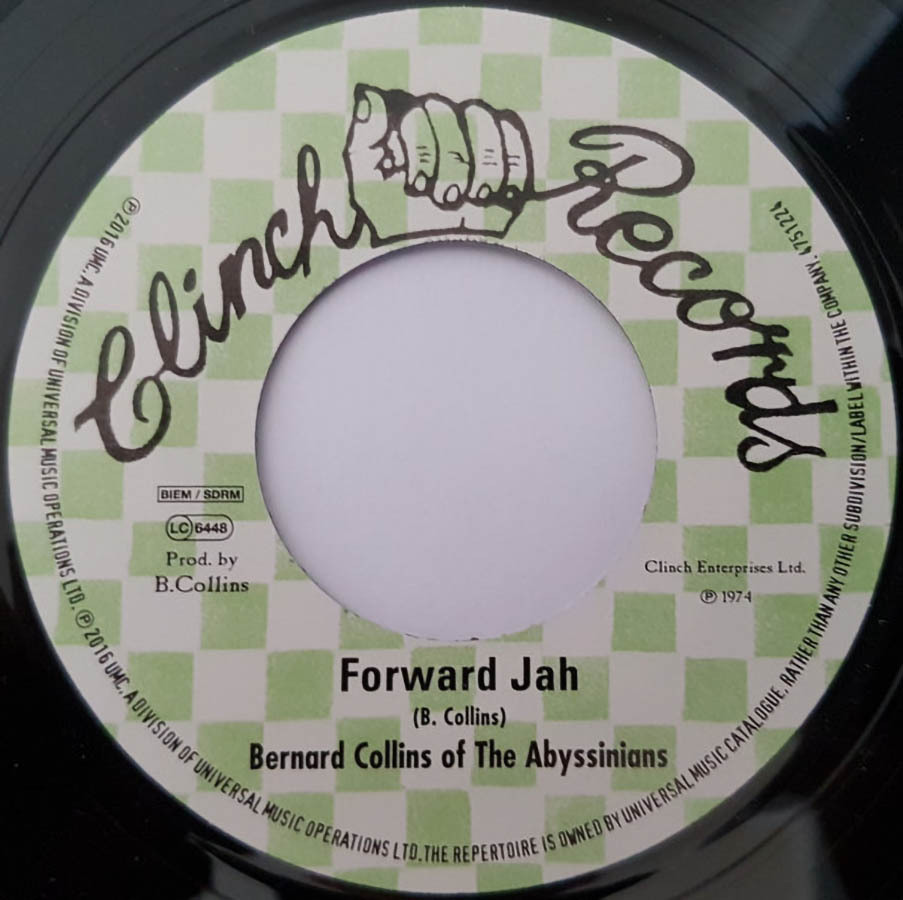 Clinch Records
BIEM / SDRM
LC 6448
Prod. by
B.Collins
Clinch Enterprises Ltd.
℗ 1974
Forward Jah
(B. Collins)
Bernard Collins of The Abyssinians
℗ 2016 UMC, A DIVISION OF UNIVERSAL MUSIC OPERATIONS LTD. ℗ 2016 UMC, A DIVISION OF UNIVERSAL MUSIC OPERATIONS LTD. THE REPERTOIRE IS OWNED BY UNIVERSAL MUSIC CATALOGUE, RATHER THAN ANY OTHER SUBDIVISION/LABEL WITHIN THE COMPANY. 4751224